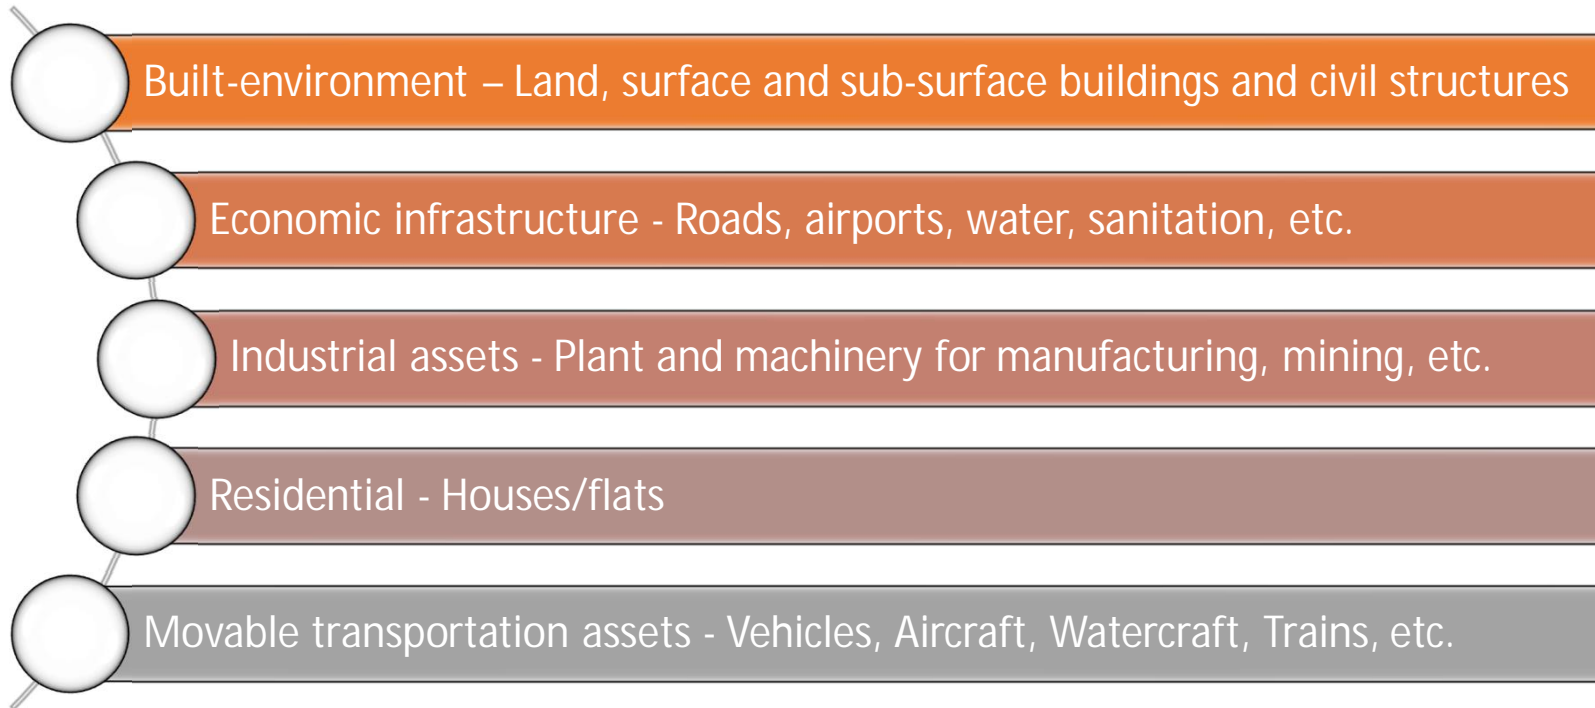 Built-environment – Land, surface and sub-surface buildings and civil structures
Economic infrastructure - Roads, airports, water, sanitation, etc.
Industrial assets - Plant and machinery for manufacturing, mining, etc.
Residential - Houses/flats
Movable transportation assets - Vehicles, Aircraft, Watercraft, Trains, etc.